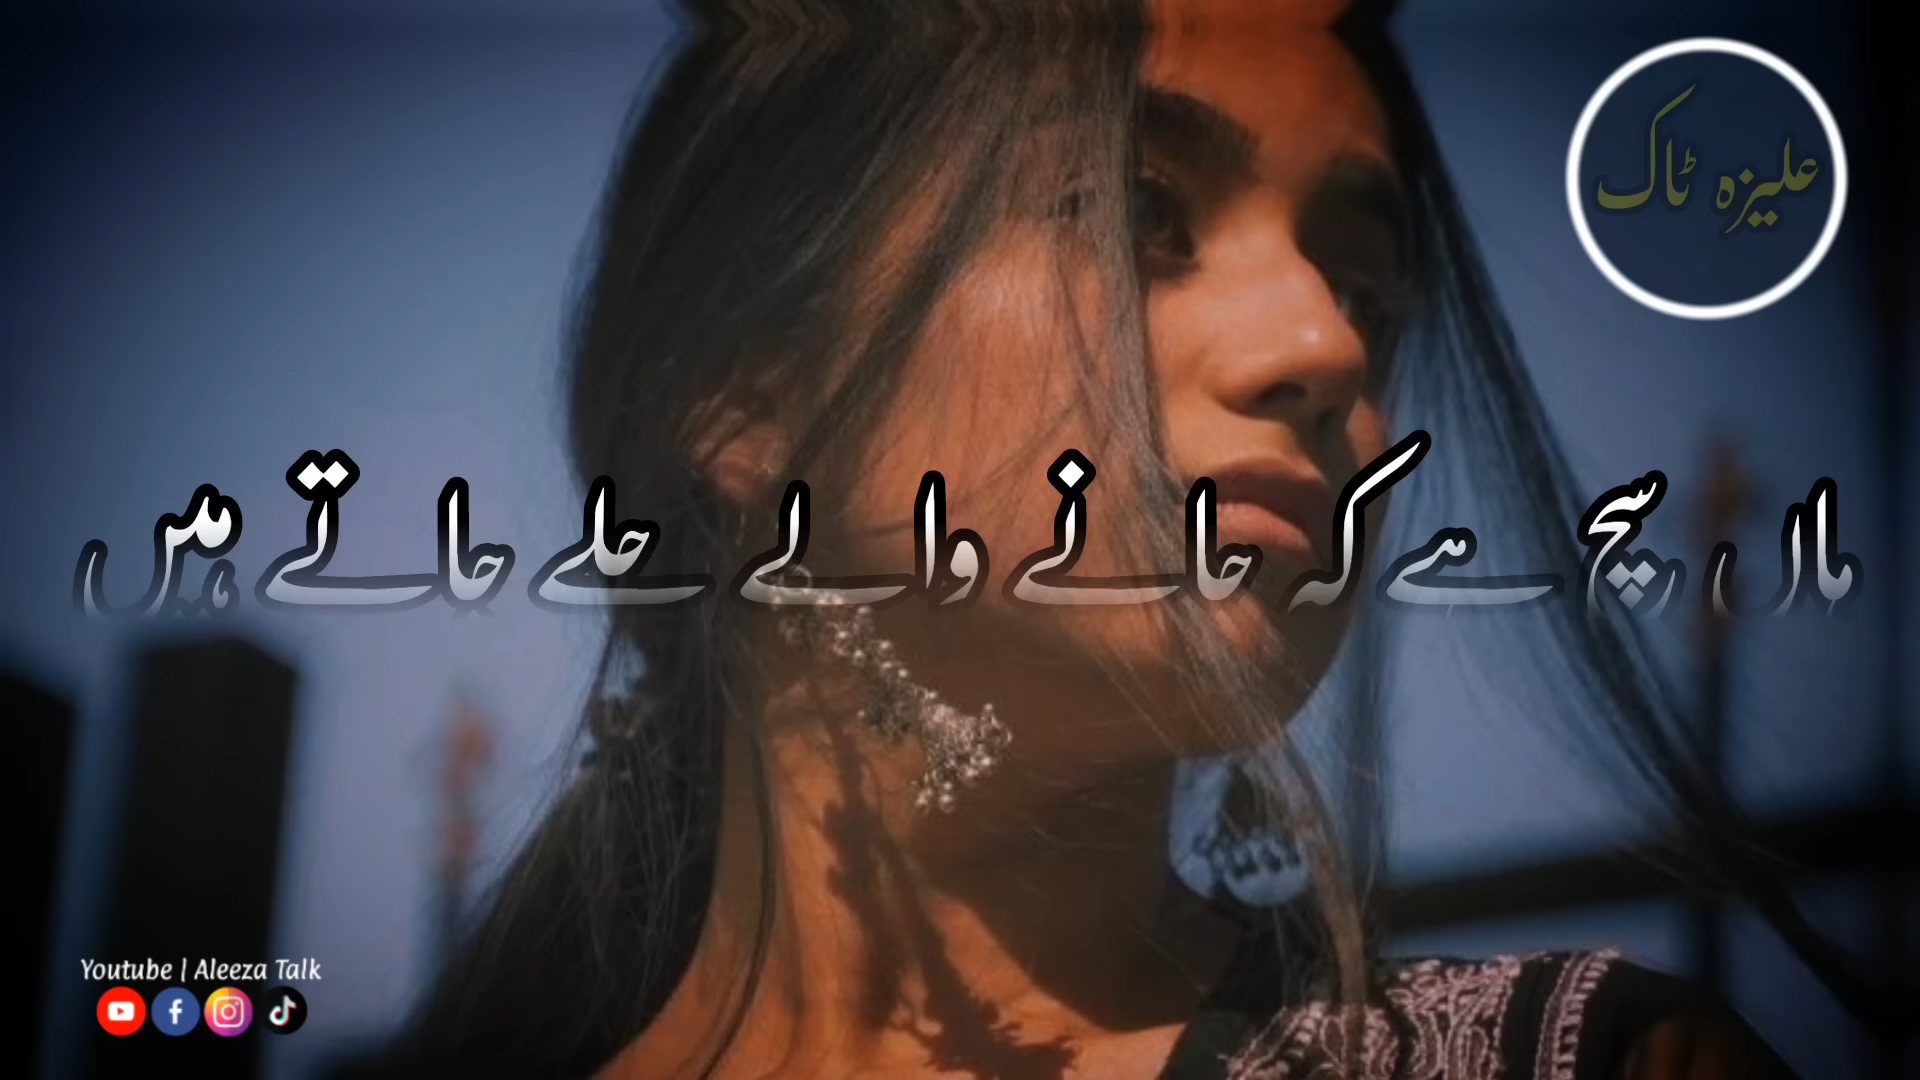 علیزہ ٹاک
ہاں سچ ہے کہ جانے والے چلے جاتے ہیں
Youtube | Aleeza Talk